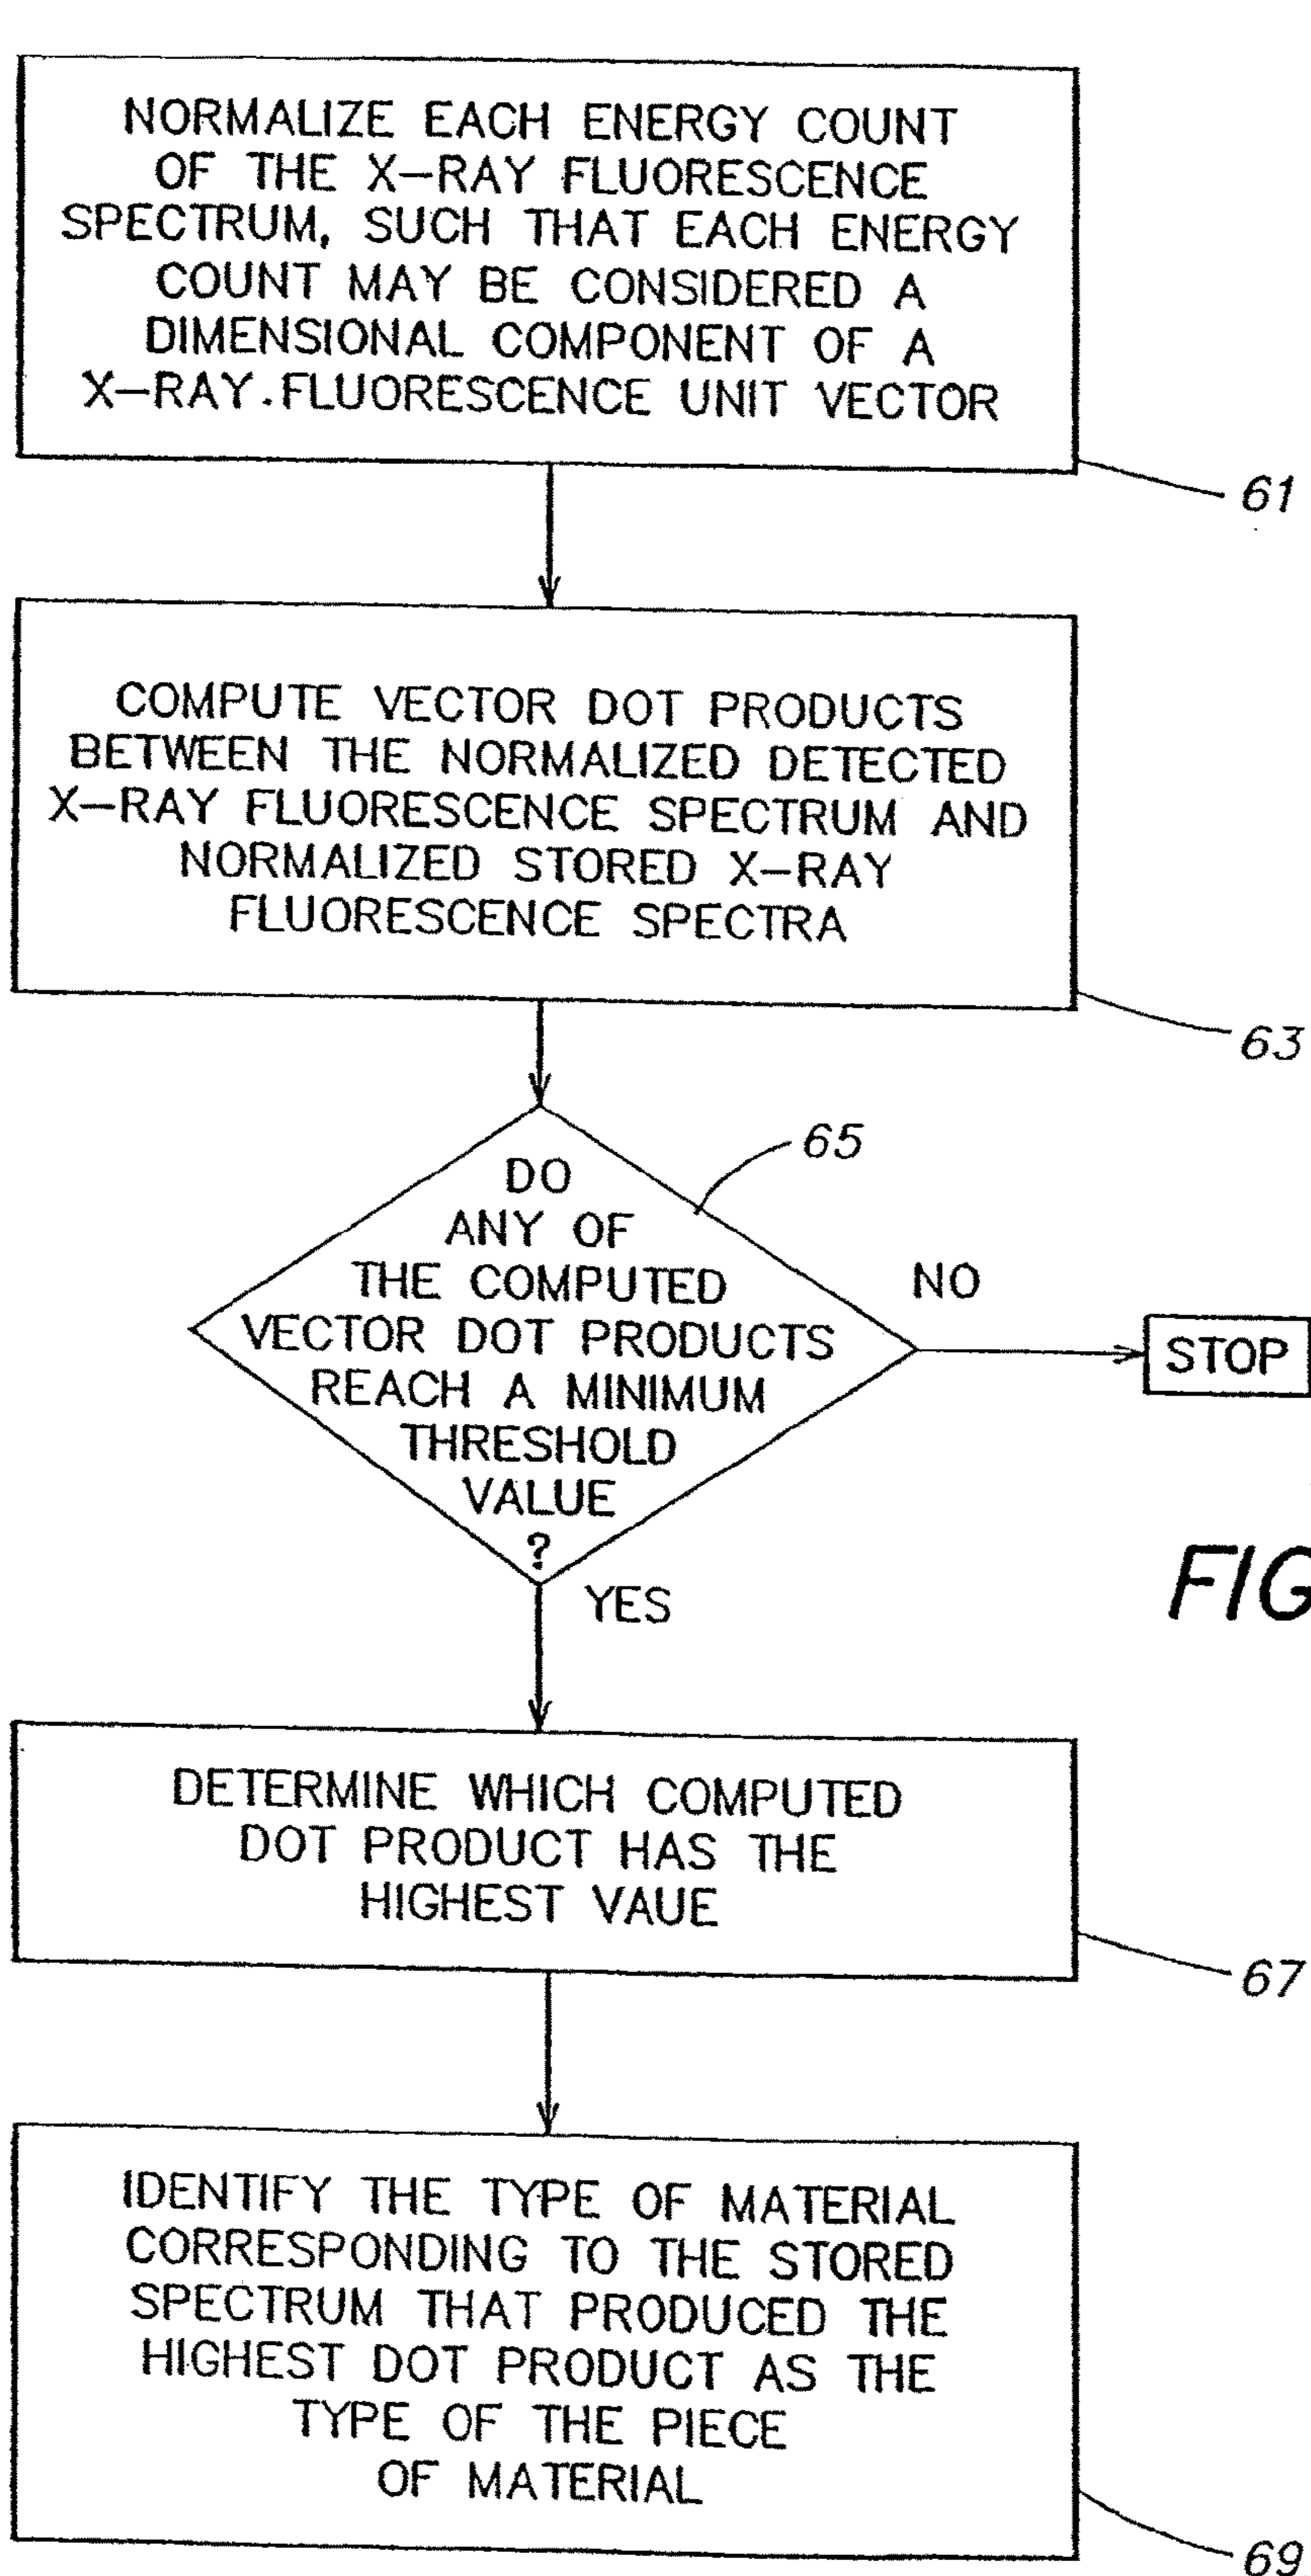 NORMALIZE EACH ENERGY COUNT
OF THE X-RAY FLUORESCENCE
SPECTRUM, SUCH THAT EACH ENERGY
COUNT MAY BE CONSIDERED A
DIMENSIONAL COMPONENT OF A
X-RAY.FLUORESCENCE UNIT VECTOR
61
COMPUTE VECTOR DOT PRODUCTS
BETWEEN THE NORMALIZED DETECTED
X-RAY FLUORESCENCE SPECTRUM AND
NORMALIZED STORED X-RAY
FLUORESCENCE SPECTRA
63
65
DO
ANY OF
THE COMPUTED
VECTOR DOT PRODUCTS
REACH A MINIMUM
THRESHOLD
VALUE
?
NO
STOP
YES
FIG
DETERMINE WHICH COMPUTED
DOT PRODUCT HAS THE
HIGHEST VAUE
67
IDENTIFY THE TYPE OF MATERIAL
CORRESPONDING TO THE STORED
SPECTRUM THAT PRODUCED THE
HIGHEST DOT PRODUCT AS THE
TYPE OF THE PIECE
OF MATERIAL
69